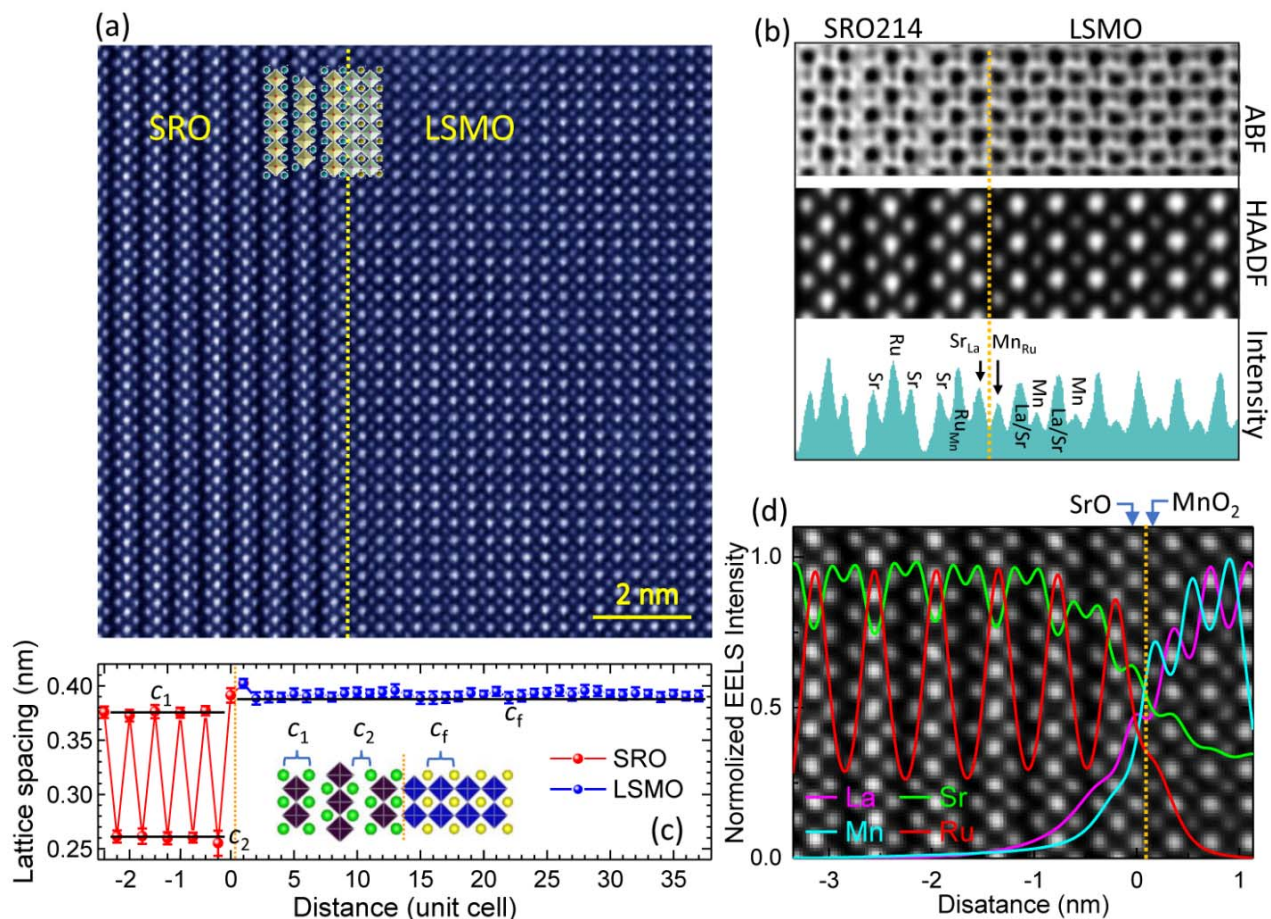 (a)
SRO
LSMO
2 nm
(b)
SRO214
LSMO
ABF
HAADF
Intensity
Sr
Ru
Sr
Sr
Ru_Mn
Sr_La
Mn_Ru
La/Sr
Mn
La/Sr
Mn
Lattice spacing (nm)
0.40
0.35
0.30
0.25
c₁
c₂
c_f
c₁
c₂
c_f
SRO
LSMO
(c)
-2
-1
0
5
10
15
20
25
30
35
Distance (unit cell)
(d)
SrO
MnO₂
Normolized EELS Intensity
1.0
0.5
0.0
La
Sr
Mn
Ru
-3
-2
-1
0
1
Disatance (nm)